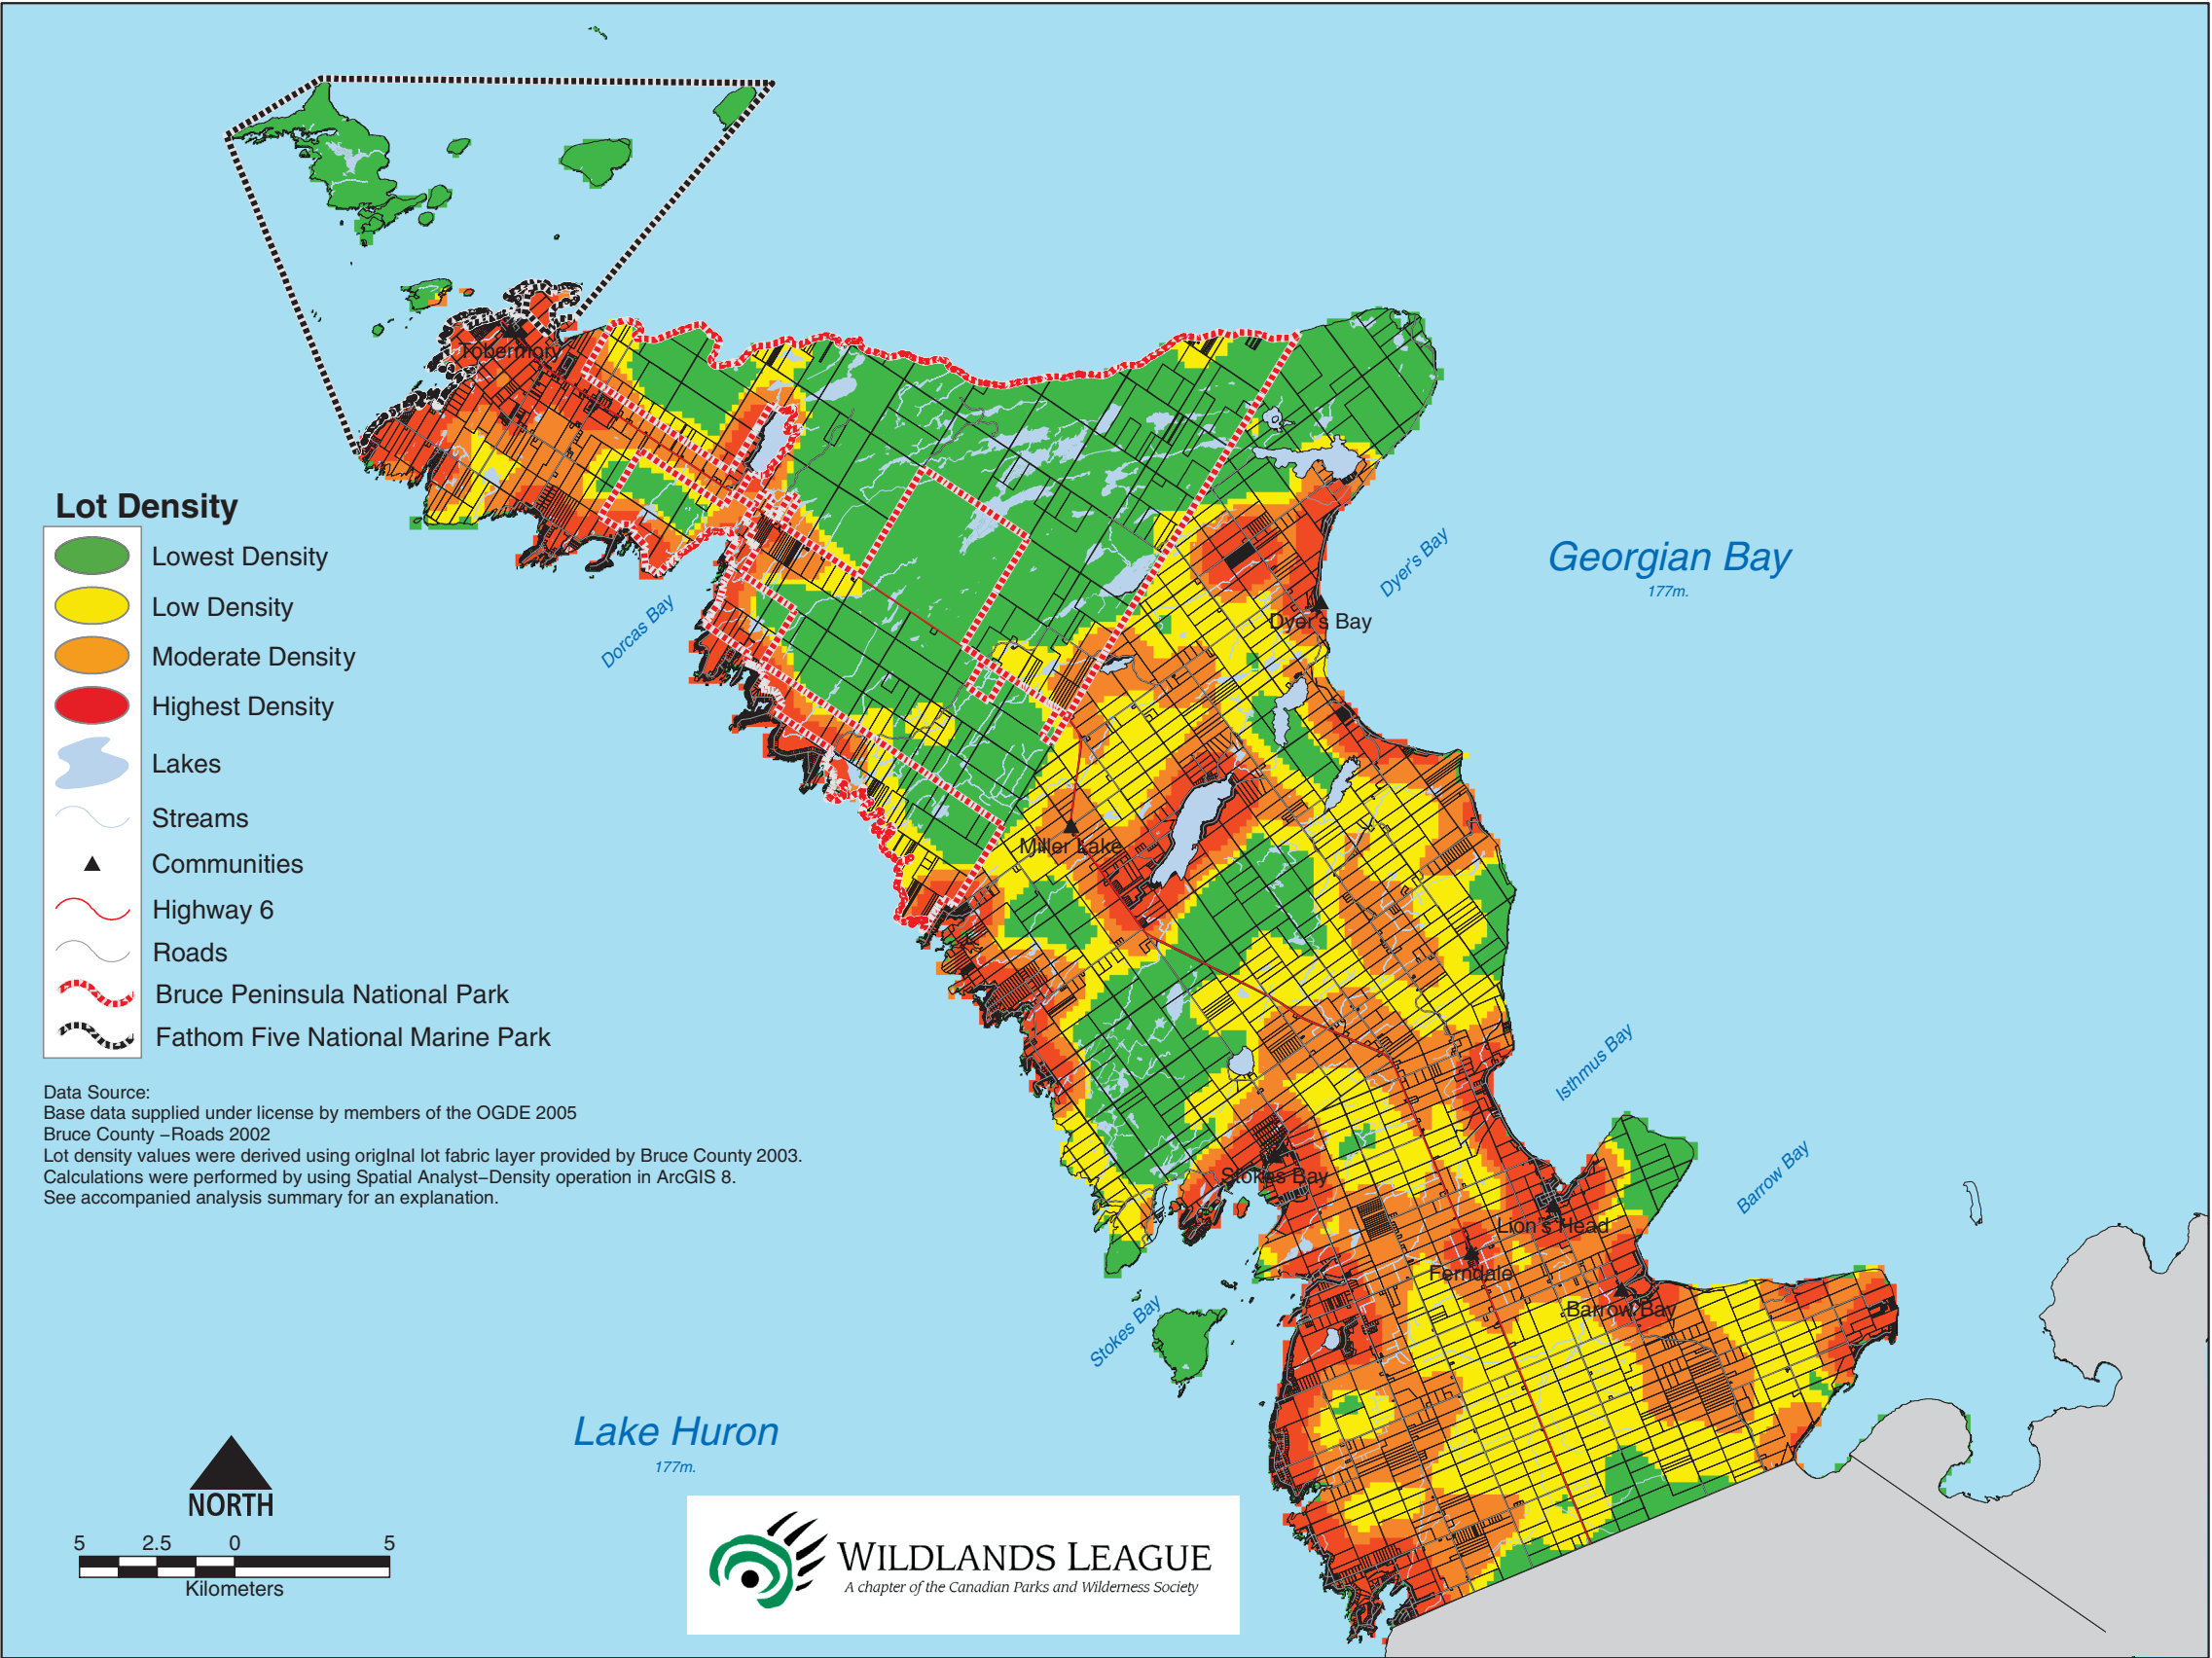 Tobermory
Lot Density
Lowest Density
Low Density
Moderate Density
Highest Density
Lakes
Streams
Communities
Highway 6
Roads
Bruce Peninsula National Park
Fathom Five National Marine Park
Data Source:
Base data supplied under license by members of the OGDE 2005
Bruce County –Roads 2002
Lot density values were derived using origInal lot fabric layer provided by Bruce County 2003.
Calculations were performed by using Spatial Analyst–Density operation in ArcGIS 8.
See accompanied analysis summary for an explanation.
Georgian Bay
177m.
Dyer's Bay
Dyer's Bay
Dorcas Bay
Miller Lake
Isthmus Bay
Barrow Bay
Stokes Bay
Lion's Head
Ferndale
Barrow Bay
Stokes Bay
Lake Huron
177m.
NORTH
5 2.5 0 5
Kilometers
WILDLANDS LEAGUE
A chapter of the Canadian Parks and Wilderness Society